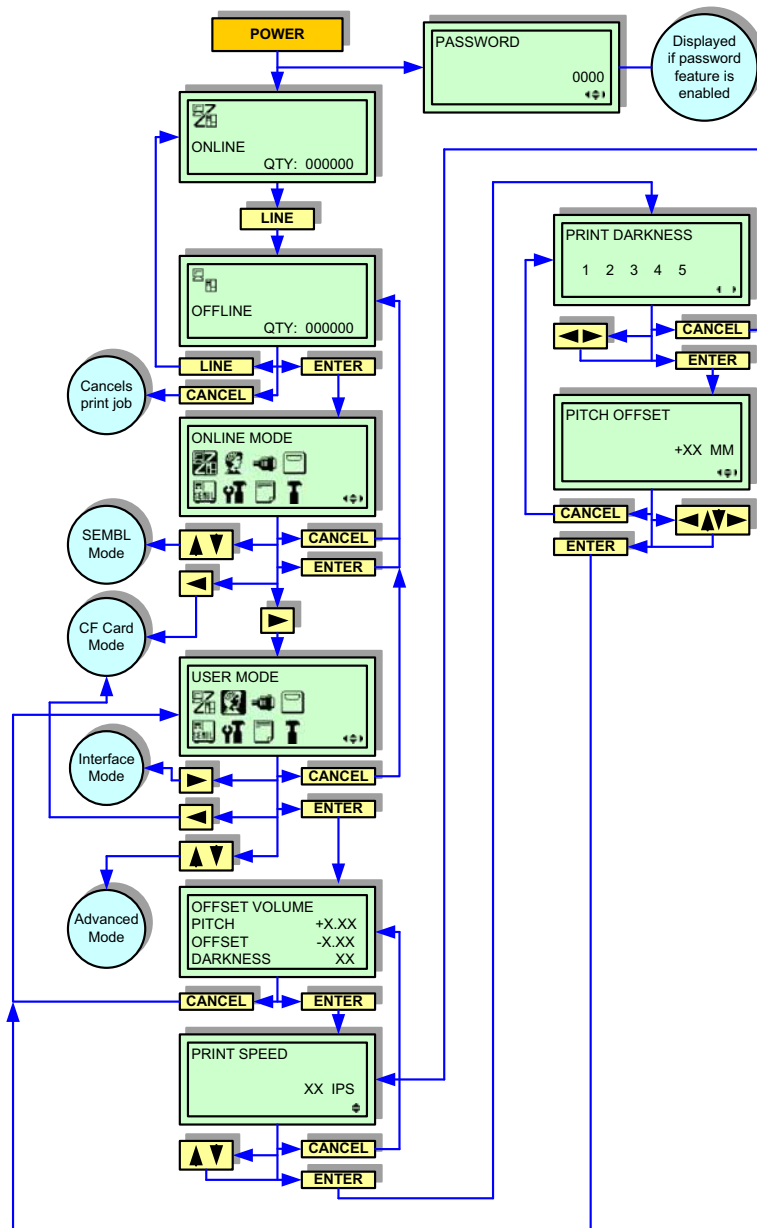 POWER
PASSWORD
0000
Displayed
if password
feature is
enabled
ONLINE
QTY: 000000
LINE
OFFLINE
QTY: 000000
LINE
ENTER
CANCEL
Cancels
print job
ONLINE MODE
SEMBL
Mode
CANCEL
ENTER
CF Card
Mode
USER MODE
Interface
Mode
CANCEL
ENTER
Advanced
Mode
OFFSET VOLUME
PITCH +X.XX
OFFSET -X.XX
DARKNESS XX
CANCEL
ENTER
PRINT SPEED
XX IPS
CANCEL
ENTER
PRINT DARKNESS
1 2 3 4 5
CANCEL
ENTER
PITCH OFFSET
+XX MM
CANCEL
ENTER